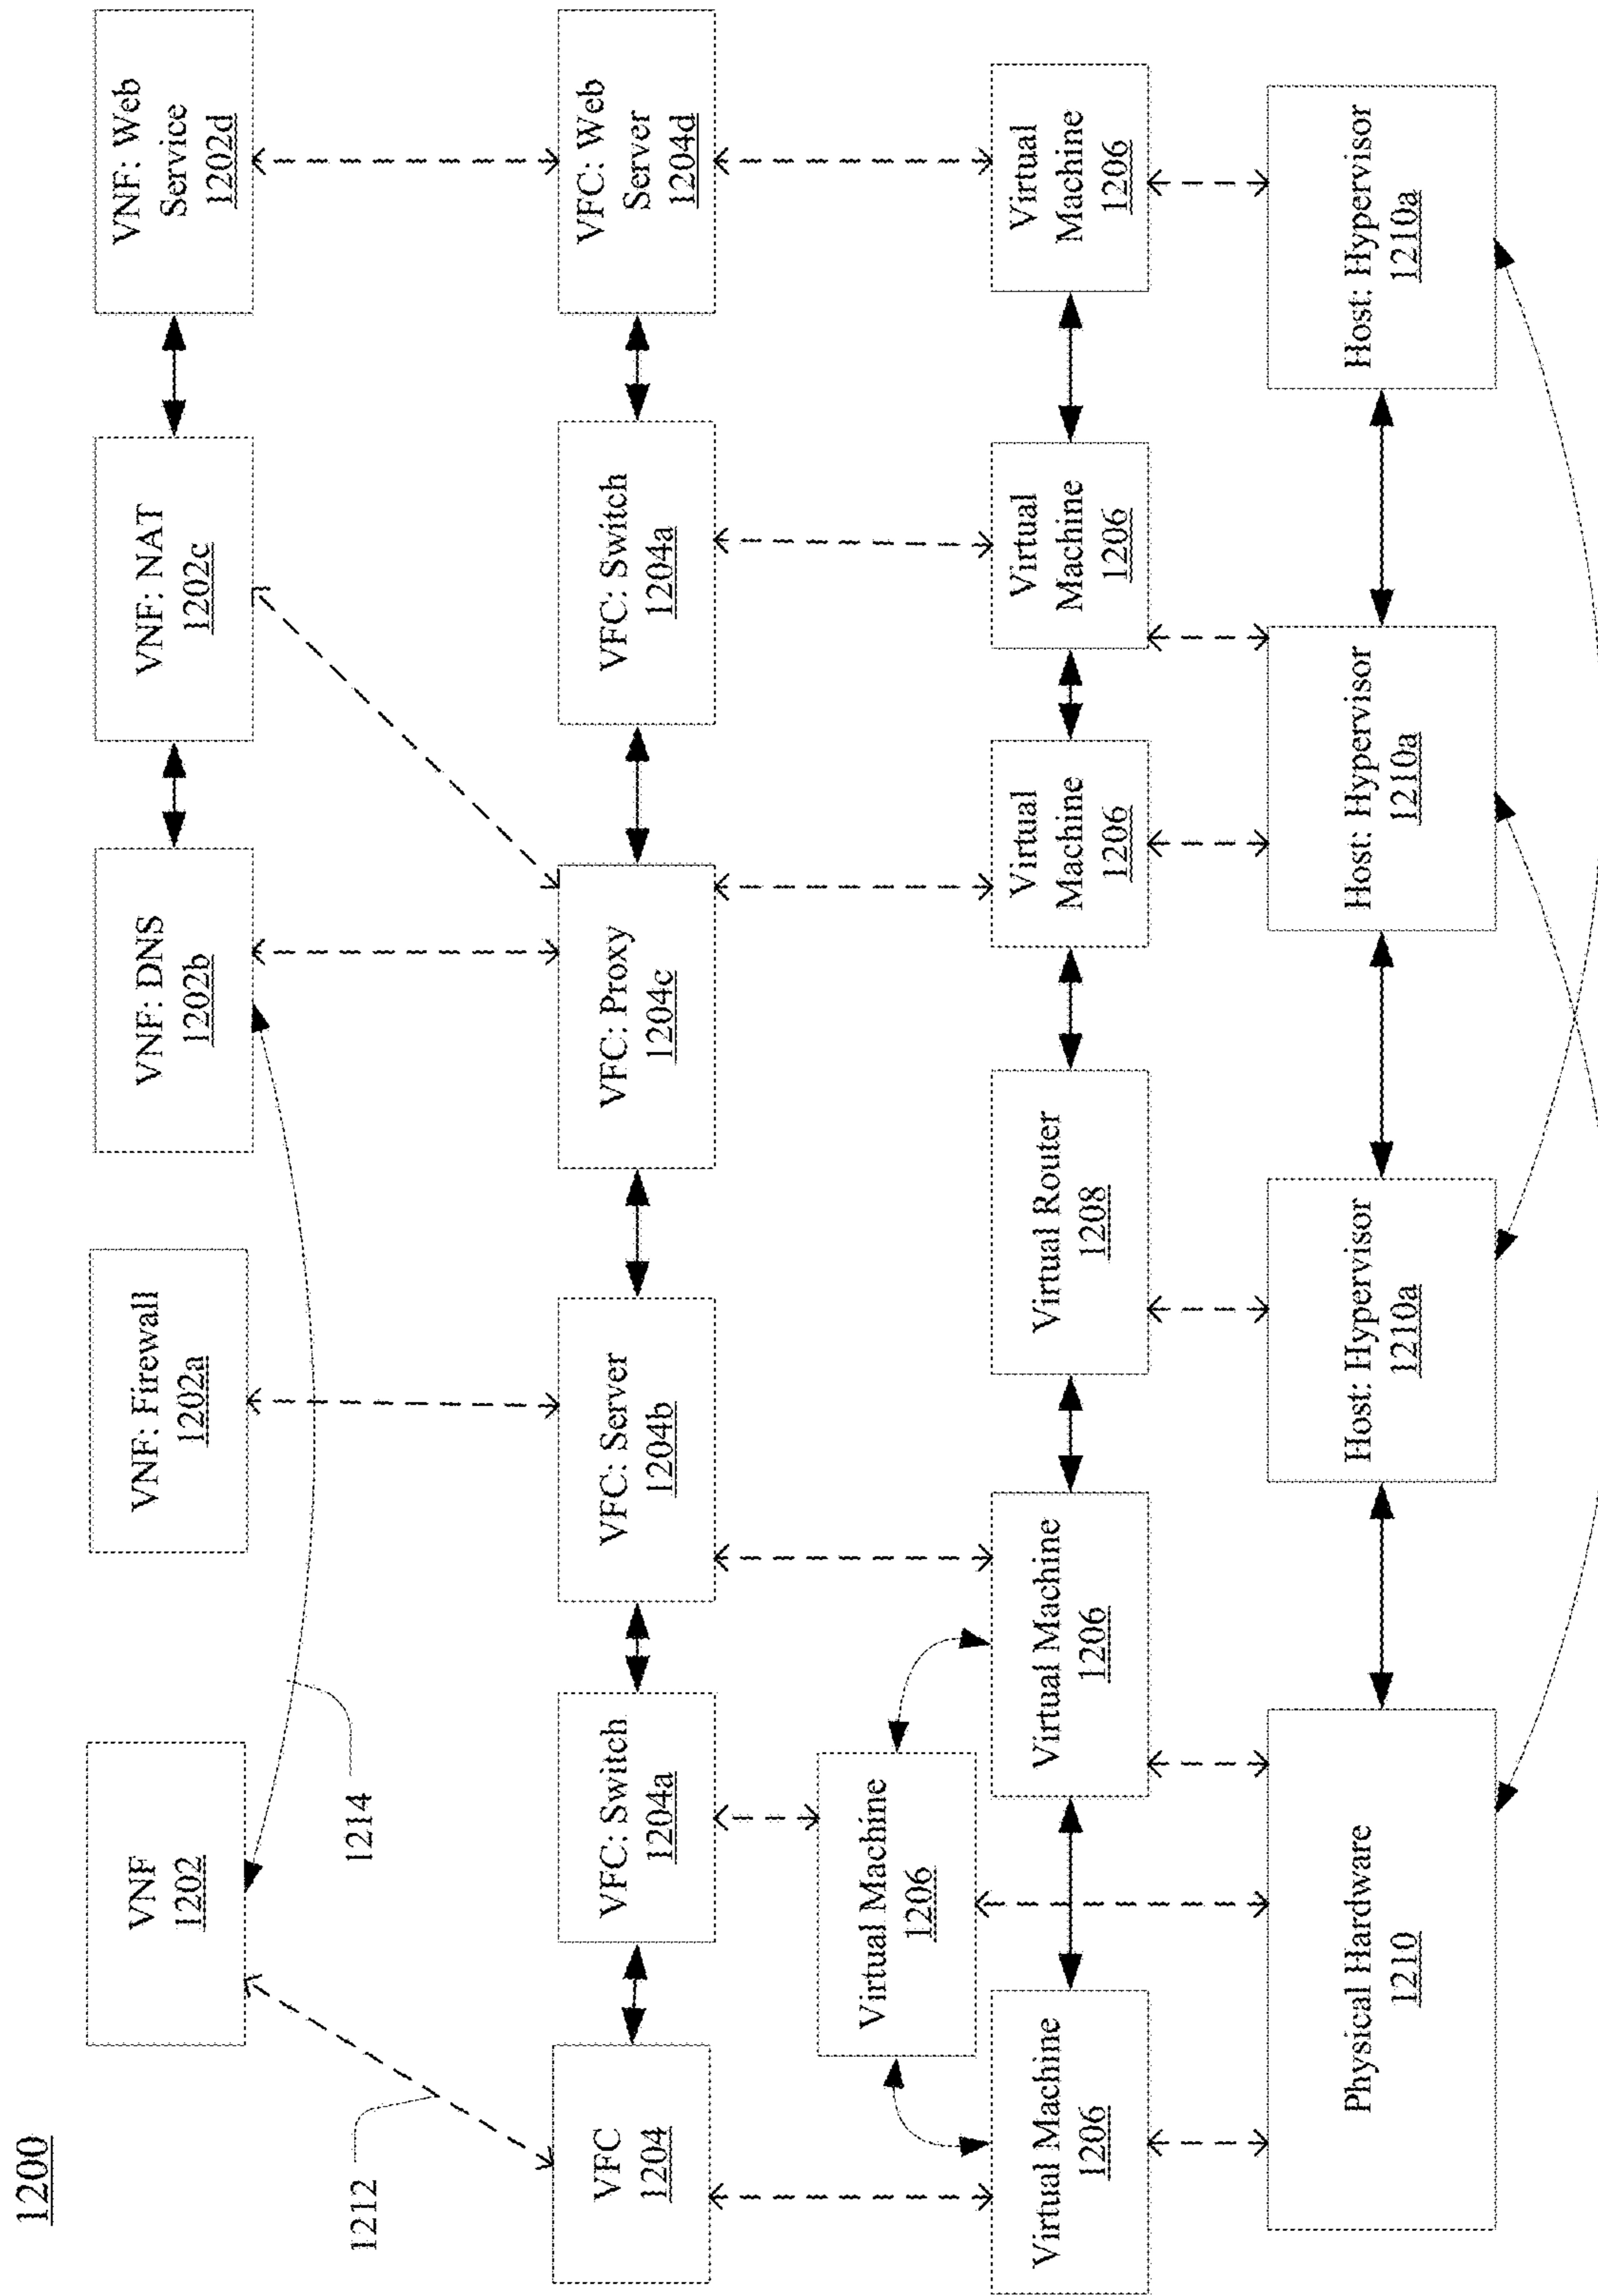 1200
VNF
1202
VNF: Firewall
1202a
VNF: DNS
1202b
VNF: NAT
1202c
VNF: Web
Service
1202d
1212
1214
VFC
1204
VFC: Switch
1204a
VFC: Server
1204b
VFC: Proxy
1204c
VFC: Switch
1204a
VFC: Web
Server
1204d
Virtual Machine
1206
Virtual Machine
1206
Virtual Machine
1206
Virtual Router
1208
Virtual
Machine
1206
Virtual
Machine
1206
Virtual
Machine
1206
Physical Hardware
1210
Host: Hypervisor
1210a
Host: Hypervisor
1210a
Host: Hypervisor
1210a